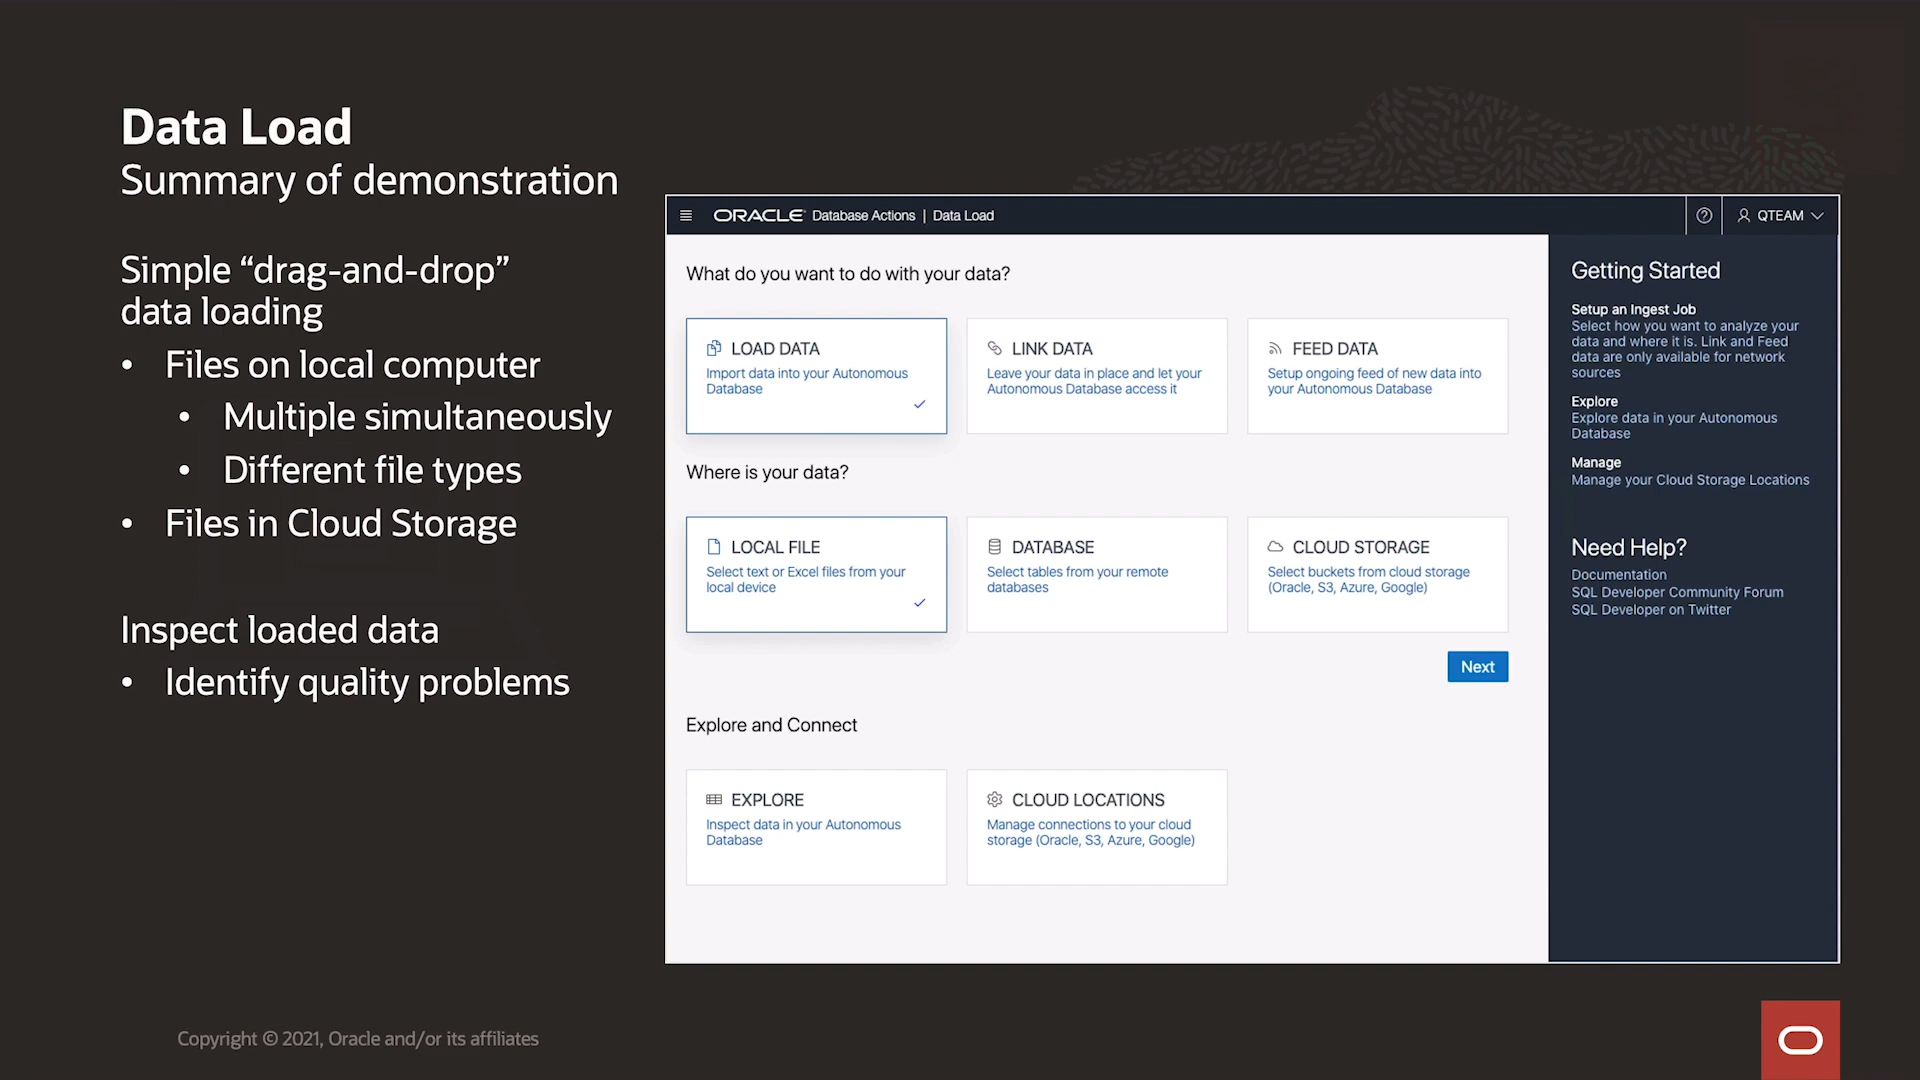 Data Load
Summary of demonstration
Simple “drag-and-drop”
data loading
• Files on local computer
• Multiple simultaneously
• Different file types
• Files in Cloud Storage
Inspect loaded data
• Identify quality problems
ORACLE Database Actions | Data Load
QTEAM
What do you want to do with your data?
LOAD DATA
Import data into your Autonomous
Database
LINK DATA
Leave your data in place and let your
Autonomous Database access it
FEED DATA
Setup ongoing feed of new data into
your Autonomous Database
Where is your data?
LOCAL FILE
Select text or Excel files from your
local device
DATABASE
Select tables from your remote
databases
CLOUD STORAGE
Select buckets from cloud storage
(Oracle, S3, Azure, Google)
Next
Explore and Connect
EXPLORE
Inspect data in your Autonomous
Database
CLOUD LOCATIONS
Manage connections to your cloud
storage (Oracle, S3, Azure, Google)
Getting Started
Setup an Ingest Job
Select how you want to analyze your
data and where it is. Link and Feed
data are only available for network
sources
Explore
Explore data in your Autonomous
Database
Manage
Manage your Cloud Storage Locations
Need Help?
Documentation
SQL Developer Community Forum
SQL Developer on Twitter
Copyright © 2021, Oracle and/or its affiliates